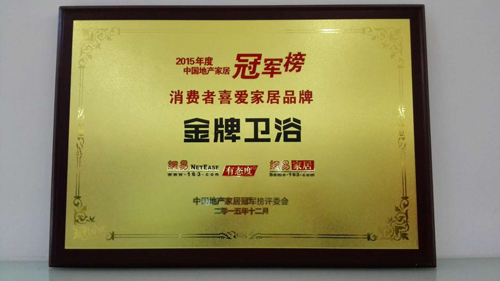 2015年度
中国地产家居 冠军榜
消费者喜爱家居品牌
金牌卫浴
網易 NETEASE www.163.com 有态度 網易家居 home.163.com
中国地产家居冠军榜评委会
二零一五年十二月